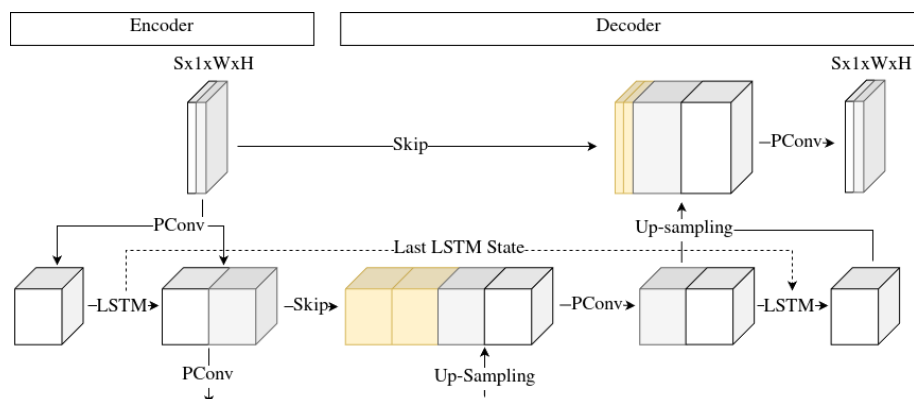 Encoder
Decoder
Sx1xWxH
Sx1xWxH
Skip
PConv
PConv
Up-sampling
Last LSTM State
LSTM
Skip
PConv
LSTM
PConv
Up-Sampling